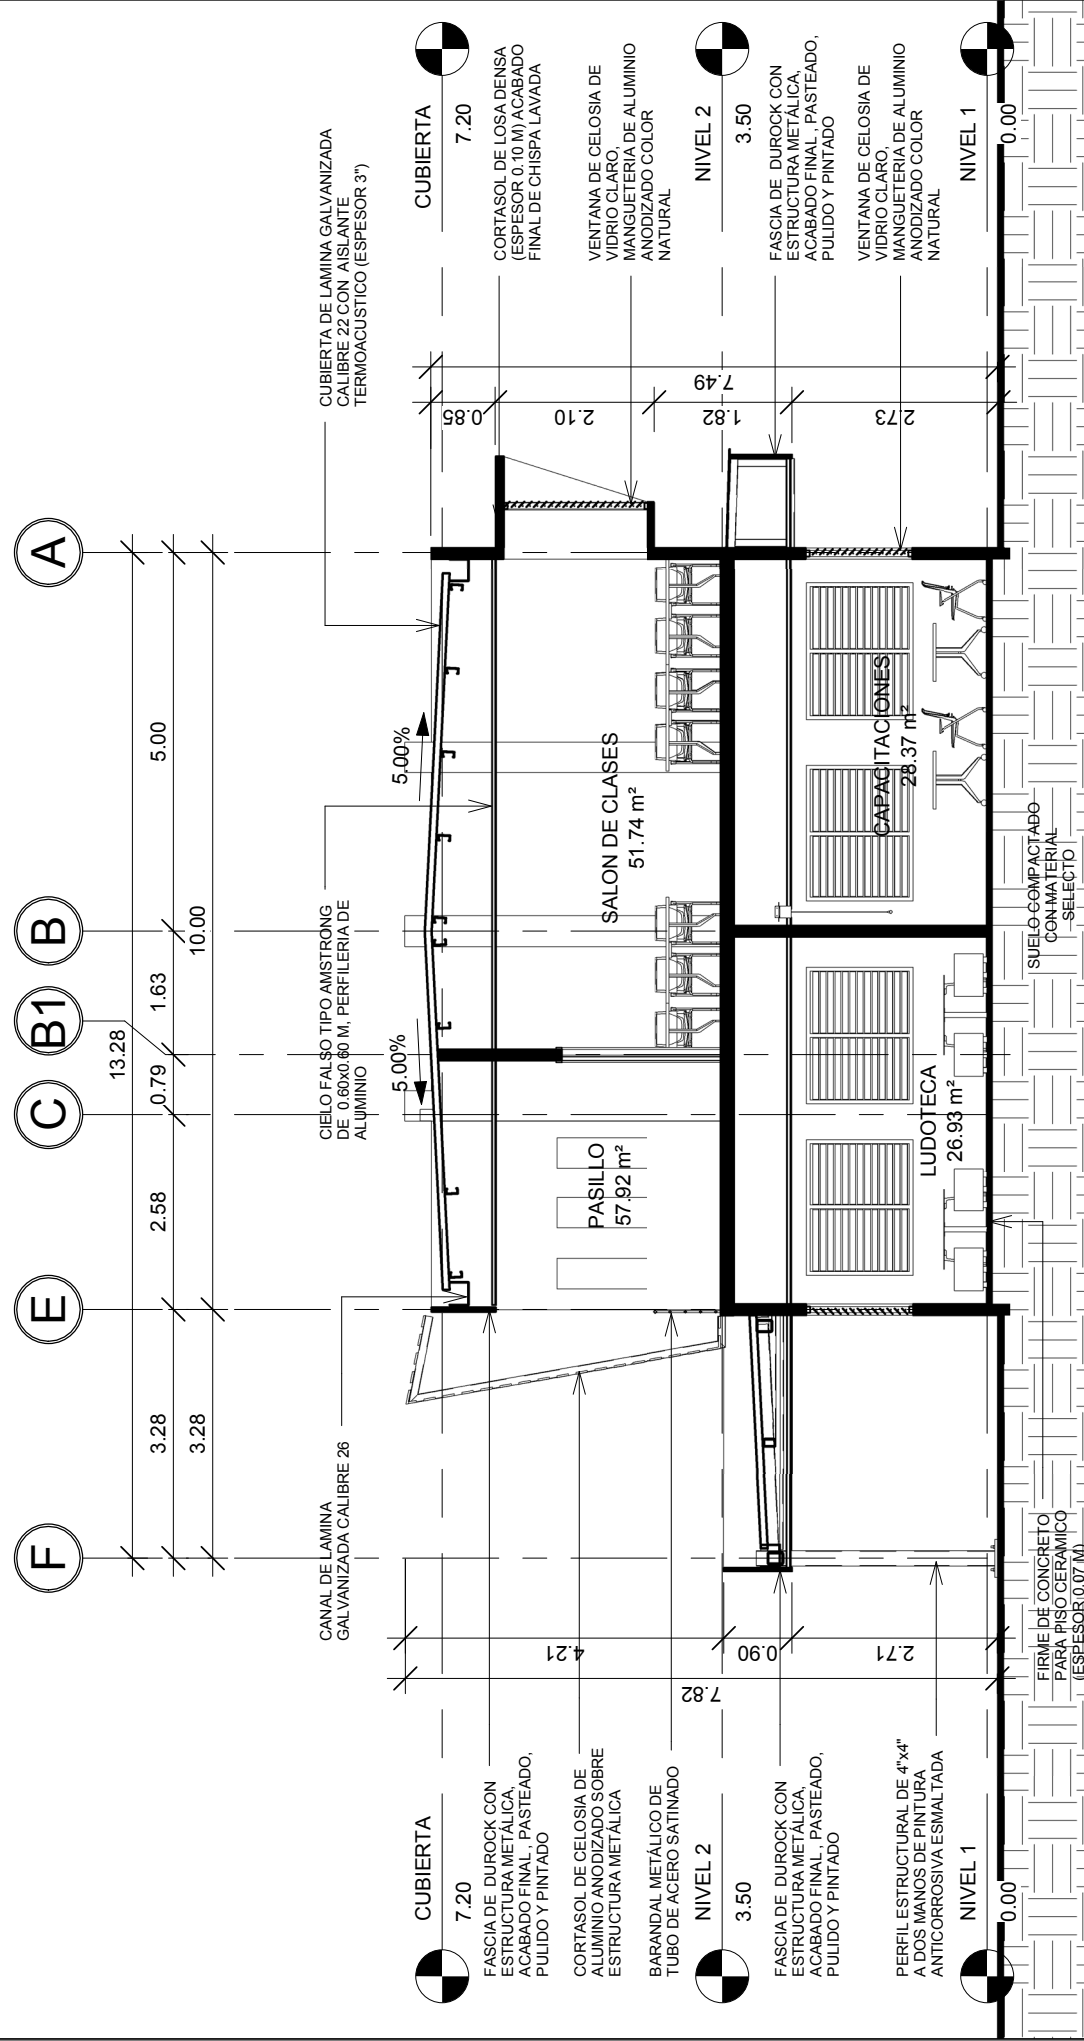 F
E
C
B1
B
A
13.28
3.28
2.58
0.79
1.63
5.00
3.28
10.00
CANAL DE LAMINA
GALVANIZADA CALIBRE 26
CIELO FALSO TIPO AMSTRONG
DE 0.60x0.60 M, PERFILERIA DE
ALUMINIO
CUBIERTA DE LAMINA GALVANIZADA
CALIBRE 22 CON AISLANTE
TERMOACUSTICO (ESPESOR 3")
CUBIERTA
7.20
FASCIA DE DUROCK CON
ESTRUCTURA METÁLICA,
ACABADO FINAL , PASTEADO,
PULIDO Y PINTADO
CORTASOL DE CELOSIA DE
ALUMINIO ANODIZADO SOBRE
ESTRUCTURA METÁLICA
BARANDAL METÁLICO DE
TUBO DE ACERO SATINADO
NIVEL 2
3.50
FASCIA DE DUROCK CON
ESTRUCTURA METÁLICA,
ACABADO FINAL , PASTEADO,
PULIDO Y PINTADO
PERFIL ESTRUCTURAL DE 4"x4"
A DOS MANOS DE PINTURA
ANTICORROSIVA ESMALTADA
NIVEL 1
0.00
4.21
0.90
2.71
7.82
5.00%
5.00%
PASILLO
57.92 m²
SALON DE CLASES
51.74 m²
LUDOTECA
26.93 m²
CAPACITACIONES
28.37 m²
0.85
2.10
1.82
2.73
7.49
CUBIERTA
7.20
CORTASOL DE LOSA DENSA
(ESPESOR 0.10 M) ACABADO
FINAL DE CHISPA LAVADA
VENTANA DE CELOSIA DE
VIDRIO CLARO,
MANGUETERIA DE ALUMINIO
ANODIZADO COLOR
NATURAL
NIVEL 2
3.50
FASCIA DE DUROCK CON
ESTRUCTURA METÁLICA,
ACABADO FINAL , PASTEADO,
PULIDO Y PINTADO
VENTANA DE CELOSIA DE
VIDRIO CLARO,
MANGUETERIA DE ALUMINIO
ANODIZADO COLOR
NATURAL
NIVEL 1
0.00
FIRME DE CONCRETO
PARA PISO CERAMICO
(ESPESOR 0.07 M)
SUELO COMPACTADO
CON MATERIAL
SELECTO